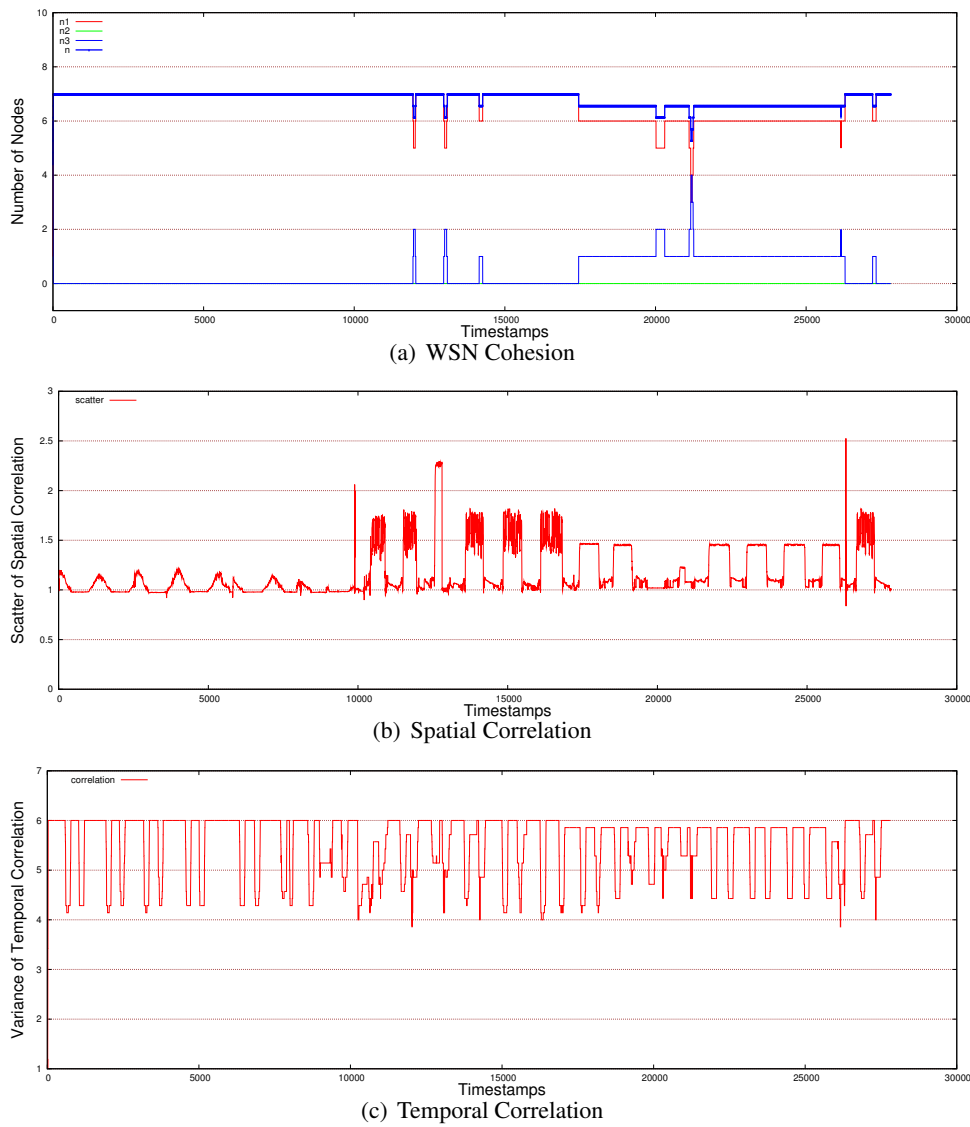 10
8
6
4
2
0
Number of Nodes
n1
n2
n3
n
0 5000 10000 15000 20000 25000 30000
Timestamps
(a) WSN Cohesion
3
2.5
2
1.5
1
0.5
0
Scatter of Spatial Correlation
scatter
0 5000 10000 15000 20000 25000 30000
Timestamps
(b) Spatial Correlation
7
6
5
4
3
2
1
Variance of Temporal Correlation
correlation
0 5000 10000 15000 20000 25000 30000
Timestamps
(c) Temporal Correlation